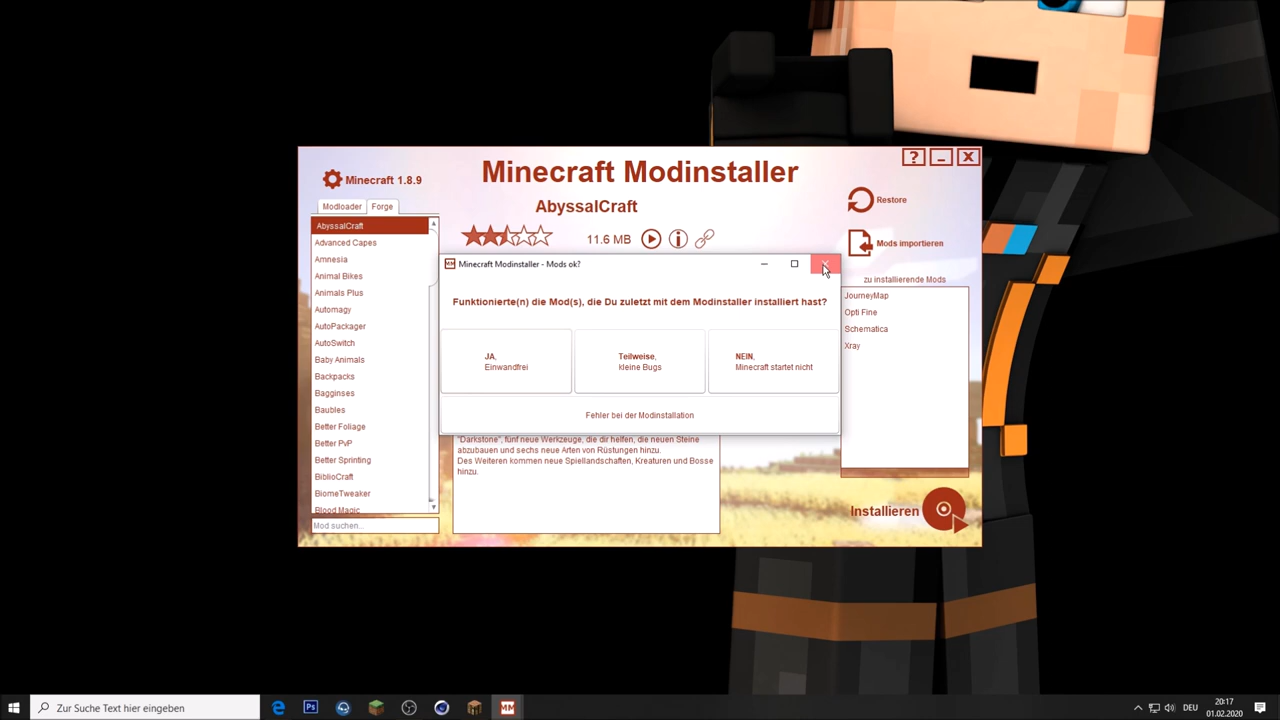 Minecraft Modinstaller
Minecraft 1.8.9
? _ X
AbyssalCraft
Restore
Modloader Forge
11.6 MB
Mods importieren
AbyssalCraft
Advanced Capes
Amnesia
Animal Bikes
Animals Plus
Automagy
AutoPackager
AutoSwitch
Baby Animals
Backpacks
Bagginses
Baubles
Better Foliage
Better PvP
Better Sprinting
BiblioCraft
BiomeTweaker
Blood Magic
Mod suchen...
MM Minecraft Modinstaller - Mods ok?
Funktionierte(n) die Mod(s), die Du zuletzt mit dem Modinstaller installiert hast?
JA,
Einwandfrei
Teilweise,
kleine Bugs
NEIN,
Minecraft startet nicht
Fehler bei der Modinstallation
"Darkstone", fünf neue Werkzeuge, die dir helfen, die neuen Steine
abzubauen und sechs neue Arten von Rüstungen hinzu.
Des Weiteren kommen neue Spiellandschaften, Kreaturen und Bosse
hinzu.
zu installierende Mods
JourneyMap
Opti Fine
Schematica
Xray
Installieren
Zur Suche Text hier eingeben
Ps
MM
DEU
20:17
01.02.2020